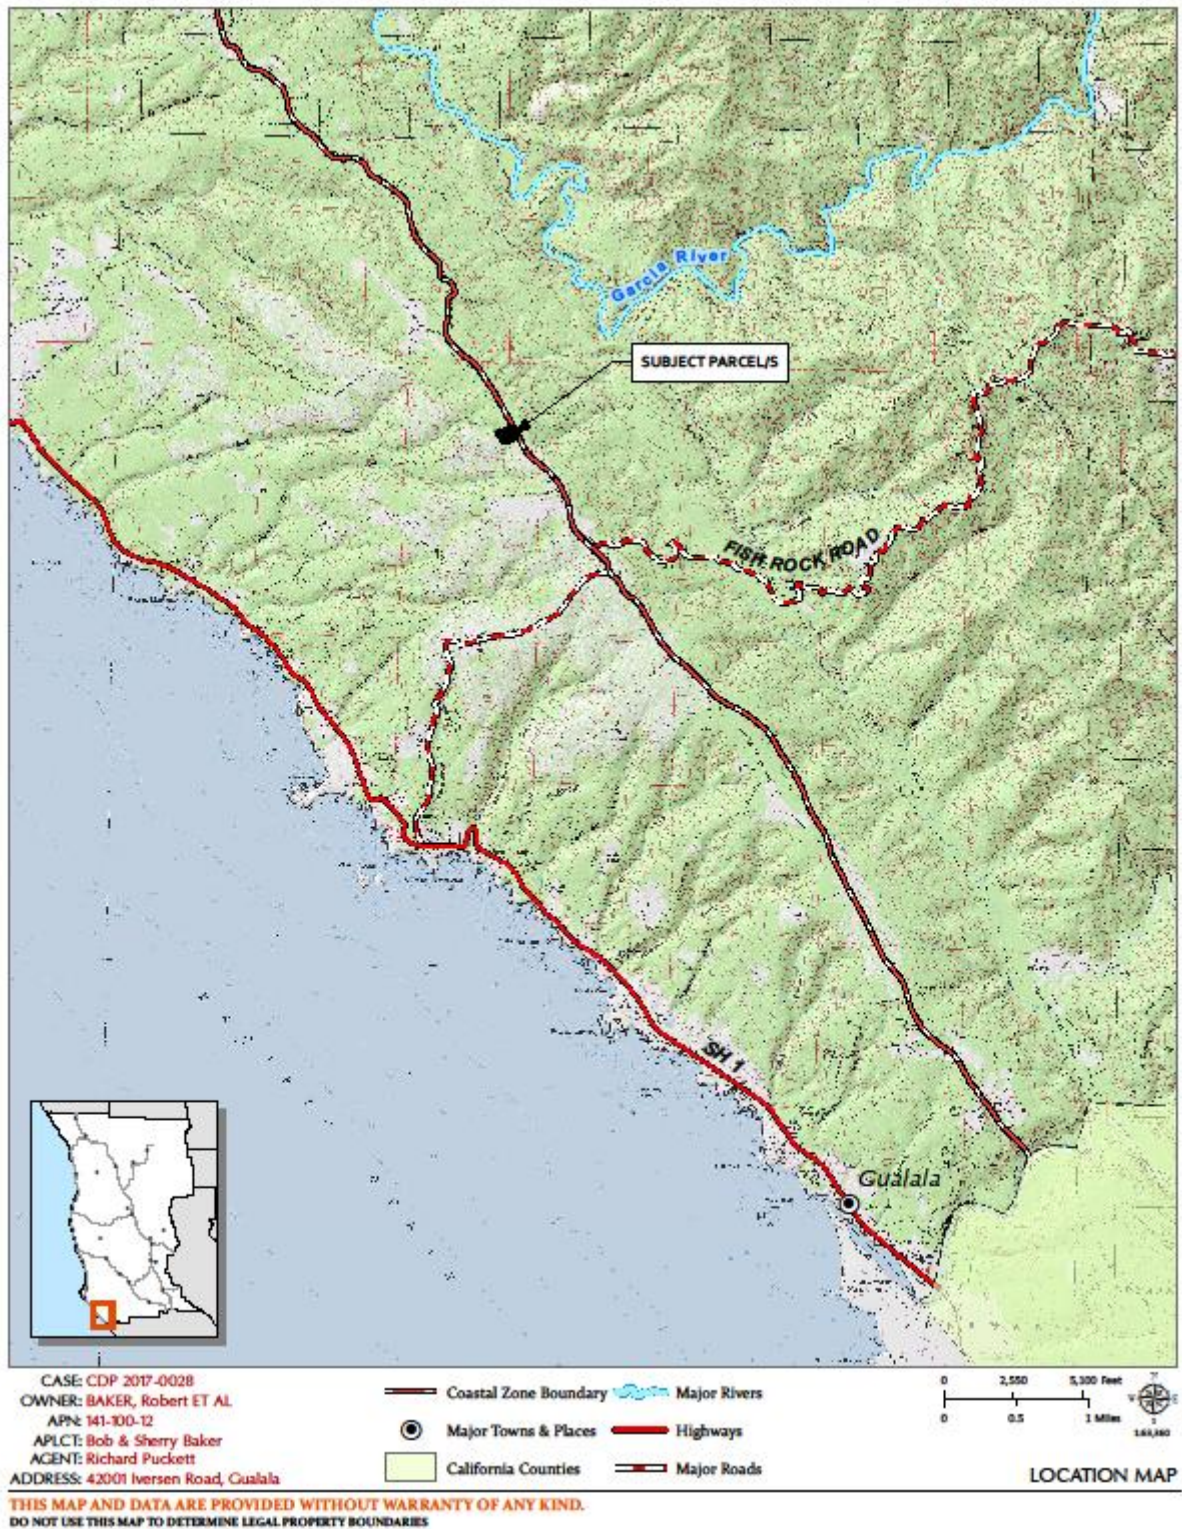 Garcia River
SUBJECT PARCEL/S
FISH ROCK ROAD
SH 1
Gualala
CASE: CDP 2017-0028
OWNER: BAKER, Robert ET AL
APN: 141-100-12
APLCT: Bob & Sherry Baker
AGENT: Richard Puckett
ADDRESS: 42001 Iversen Road, Gualala
Coastal Zone Boundary
Major Rivers
Major Towns & Places
Highways
California Counties
Major Roads
0 2,550 5,100 Feet
0 0.5 1 Miles
1:63,360
LOCATION MAP
THIS MAP AND DATA ARE PROVIDED WITHOUT WARRANTY OF ANY KIND.
DO NOT USE THIS MAP TO DETERMINE LEGAL PROPERTY BOUNDARIES